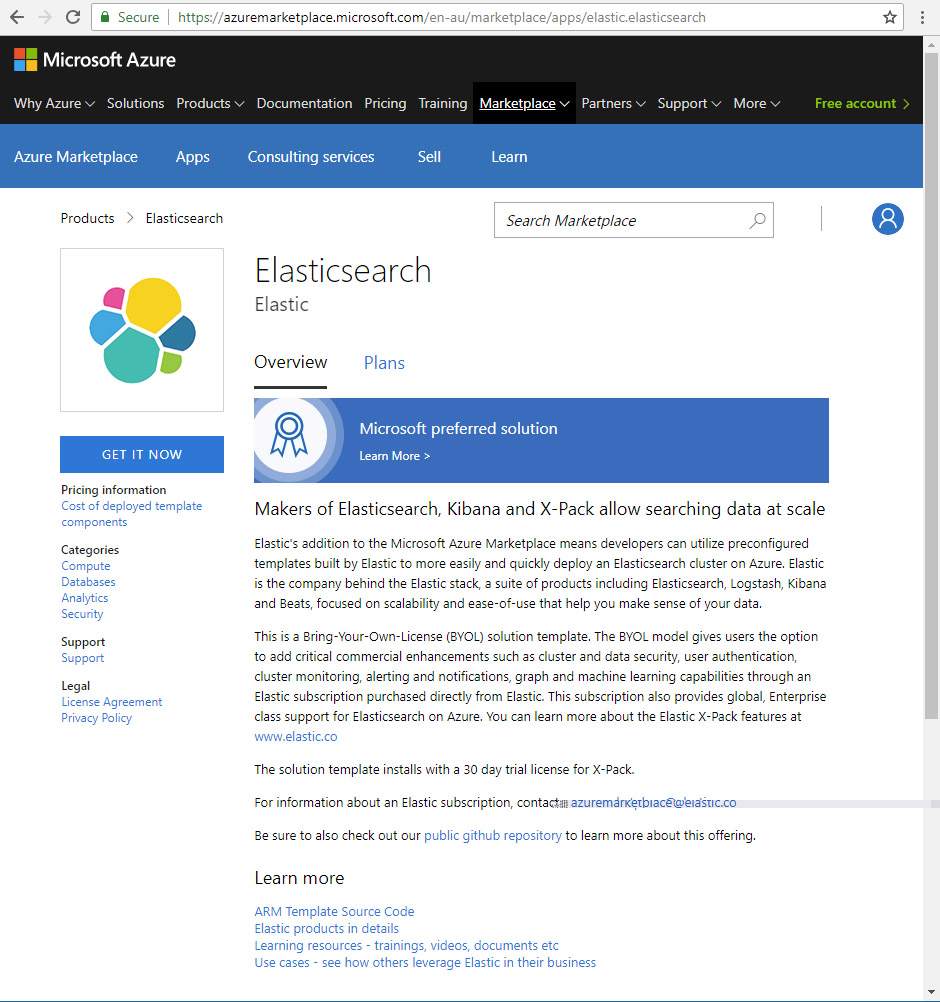 Secure https://azuremarketplace.microsoft.com/en-au/marketplace/apps/elastic.elasticsearch
Microsoft Azure
Why Azure Solutions Products Documentation Pricing Training Marketplace Partners Support More Free account >
Azure Marketplace Apps Consulting services Sell Learn
Products > Elasticsearch
Search Marketplace
Elasticsearch
Elastic
Overview Plans
Microsoft preferred solution
Learn More >
GET IT NOW
Pricing information
Cost of deployed template
components
Categories
Compute
Databases
Analytics
Security
Support
Support
Legal
License Agreement
Privacy Policy
Makers of Elasticsearch, Kibana and X-Pack allow searching data at scale
Elastic's addition to the Microsoft Azure Marketplace means developers can utilize preconfigured
templates built by Elastic to more easily and quickly deploy an Elasticsearch cluster on Azure. Elastic
is the company behind the Elastic stack, a suite of products including Elasticsearch, Logstash, Kibana
and Beats, focused on scalability and ease-of-use that help you make sense of your data.
This is a Bring-Your-Own-License (BYOL) solution template. The BYOL model gives users the option
to add critical commercial enhancements such as cluster and data security, user authentication,
cluster monitoring, alerting and notifications, graph and machine learning capabilities through an
Elastic subscription purchased directly from Elastic. This subscription also provides global, Enterprise
class support for Elasticsearch on Azure. You can learn more about the Elastic X-Pack features at
www.elastic.co
The solution template installs with a 30 day trial license for X-Pack.
For information about an Elastic subscription, contact azuremarketplace@elastic.co
Be sure to also check out our public github repository to learn more about this offering.
Learn more
ARM Template Source Code
Elastic products in details
Learning resources - trainings, videos, documents etc
Use cases - see how others leverage Elastic in their business